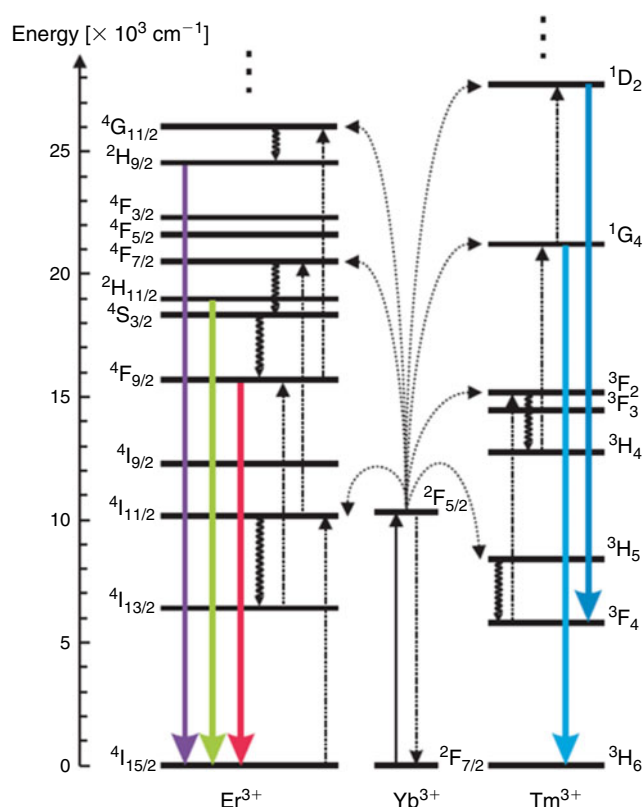 Energy [× 10³ cm⁻¹]
25
20
15
10
5
0
⁴G₁₁/₂
²H₉/₂
⁴F₃/₂
⁴F₅/₂
⁴F₇/₂
²H₁₁/₂
⁴S₃/₂
⁴F₉/₂
⁴I₉/₂
⁴I₁₁/₂
⁴I₁₃/₂
⁴I₁₅/₂
Er³⁺
²F₅/₂
²F₇/₂
Yb³⁺
¹D₂
¹G₄
³F₂
³F₃
³H₄
³H₅
³F₄
³H₆
Tm³⁺